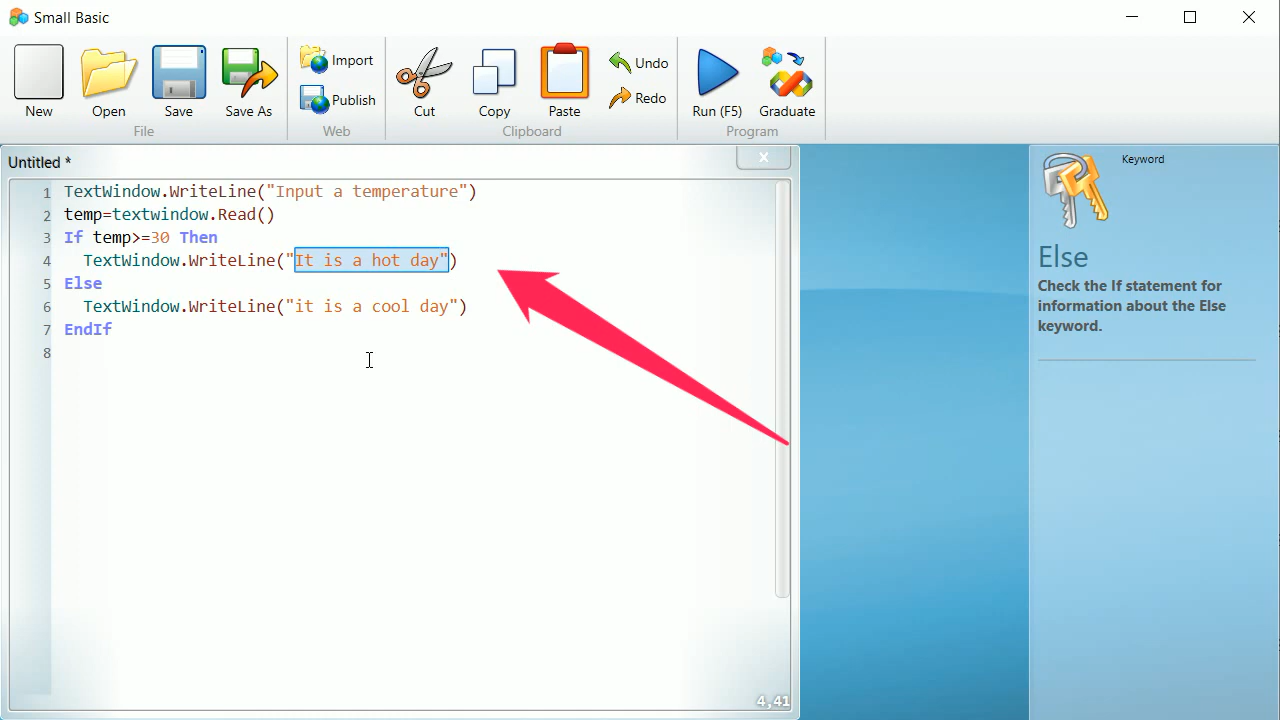 Small Basic
New Open Save Save As
File
Import
Publish
Web
Cut Copy Paste
Undo
Redo
Clipboard
Run (F5) Graduate
Program
Untitled *
x
1 TextWindow.WriteLine("Input a temperature")
2 temp=textwindow.Read()
3 If temp>=30 Then
4 TextWindow.WriteLine("It is a hot day")
5 Else
6 TextWindow.WriteLine("it is a cool day")
7 EndIf
8
4,41
Keyword
Else
Check the If statement for
information about the Else
keyword.